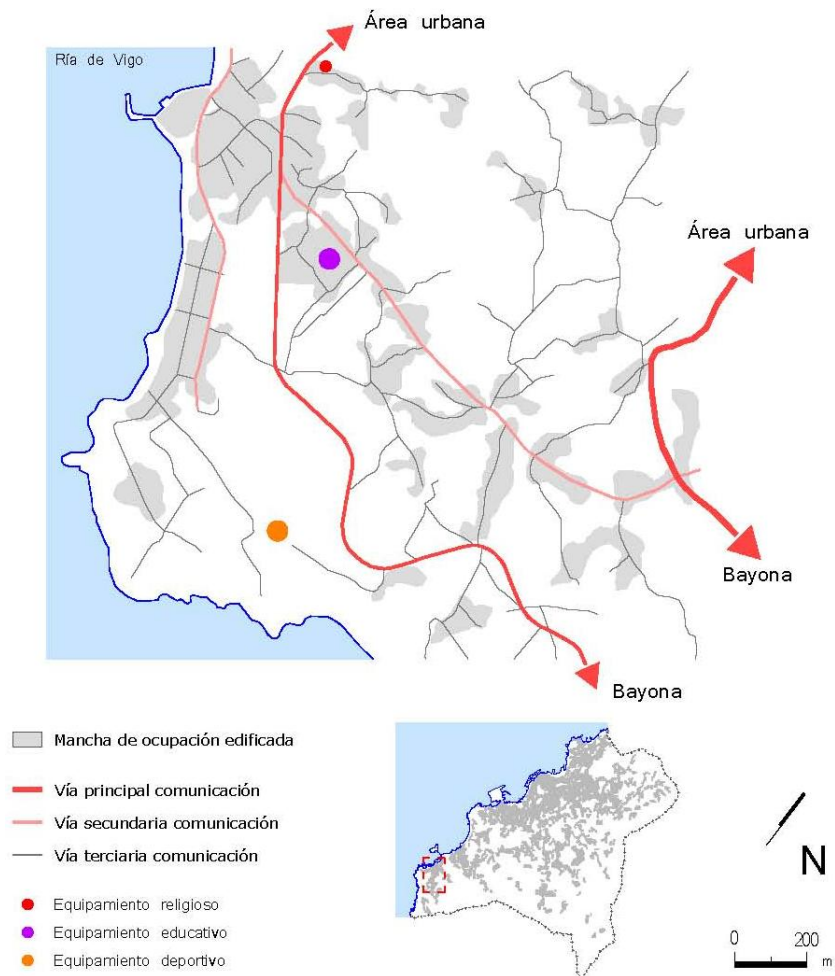 Área urbana
Ría de Vigo
Área urbana
Bayona
Bayona
Mancha de ocupación edificada
Vía principal comunicación
Vía secundaria comunicación
Vía terciaria comunicación
Equipamiento religioso
Equipamiento educativo
Equipamiento deportivo
N
0 200
m